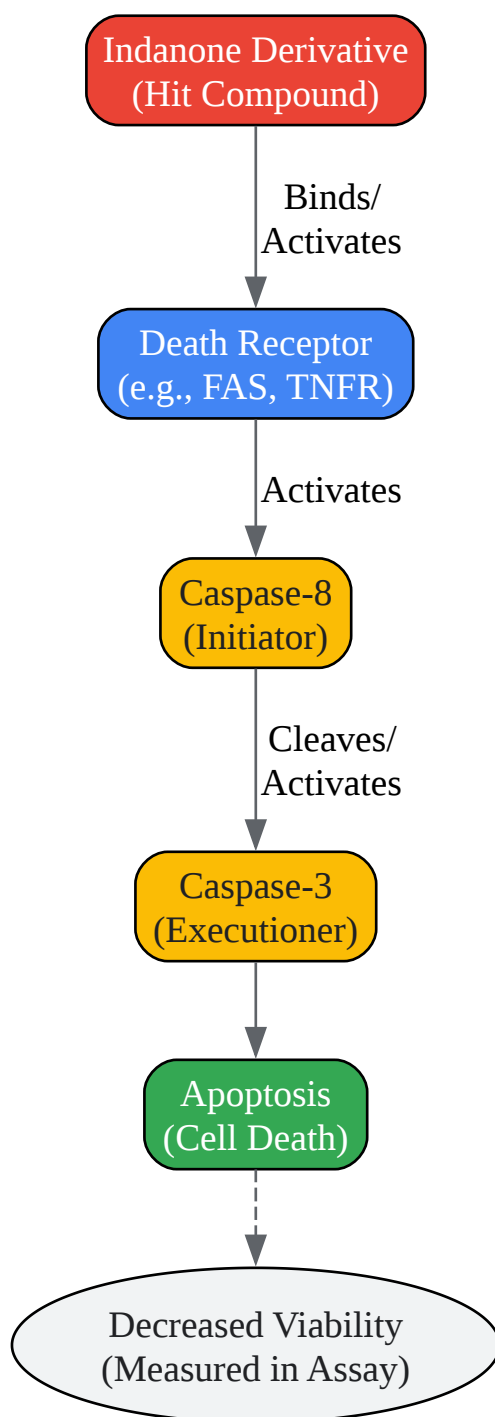 Indanone Derivative
(Hit Compound)
Binds/
Activates
Death Receptor
(e.g., FAS, TNFR)
Activates
Caspase-8
(Initiator)
Cleaves/
Activates
Caspase-3
(Executioner)
Apoptosis
(Cell Death)
Decreased Viability
(Measured in Assay)